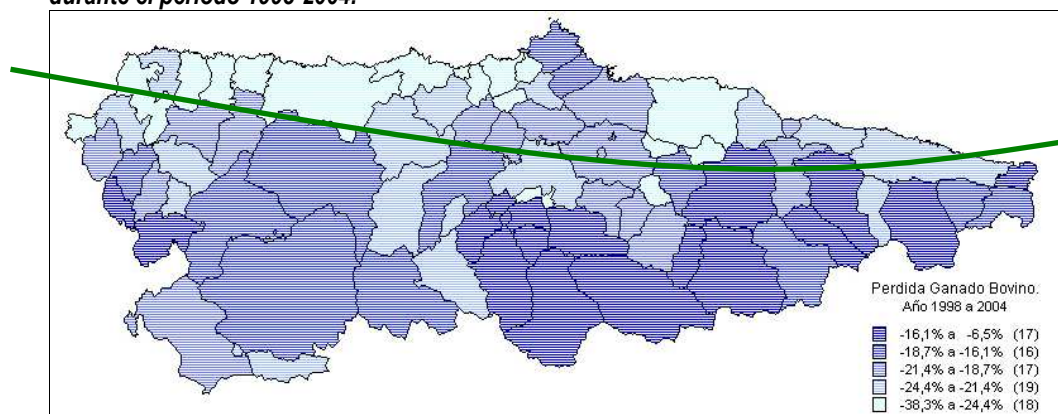 durante el período 1998-2004.
Perdida Ganado Bovino.
Año 1998 a 2004
-16,1% a -6,5% (17)
-18,7% a -16,1% (16)
-21,4% a -18,7% (17)
-24,4% a -21,4% (19)
-38,3% a -24,4% (18)